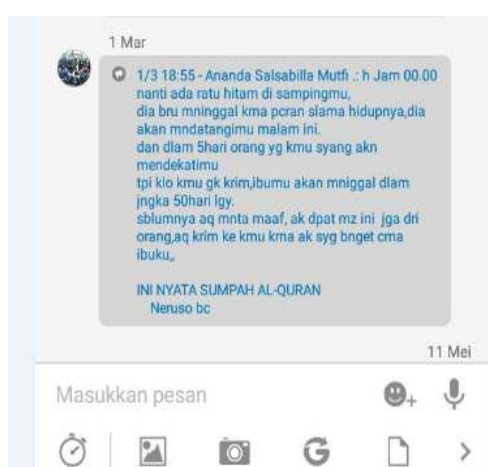 1 Mar
1/3 18:55 - Ananda Salsabilla Mutfi .: h Jam 00.00
nanti ada ratu hitam di sampingmu,
dia bru mninggal krna pcran slama hidupnya,dia
akan mndatangimu malam ini.
dan dlam 5hari orang yg kmu syang akn
mendekatimu
tpi klo kmu gk krim,ibumu akan mniggal dlam
jngka 50hari lgy.
sblumnya aq mnta maaf, ak dpat mz ini jga dri
orang,aq krim ke kmu krna ak syg bnget cma
ibuku,,
INI NYATA SUMPAH AL-QURAN
Neruso bc
11 Mei
Masukkan pesan
G